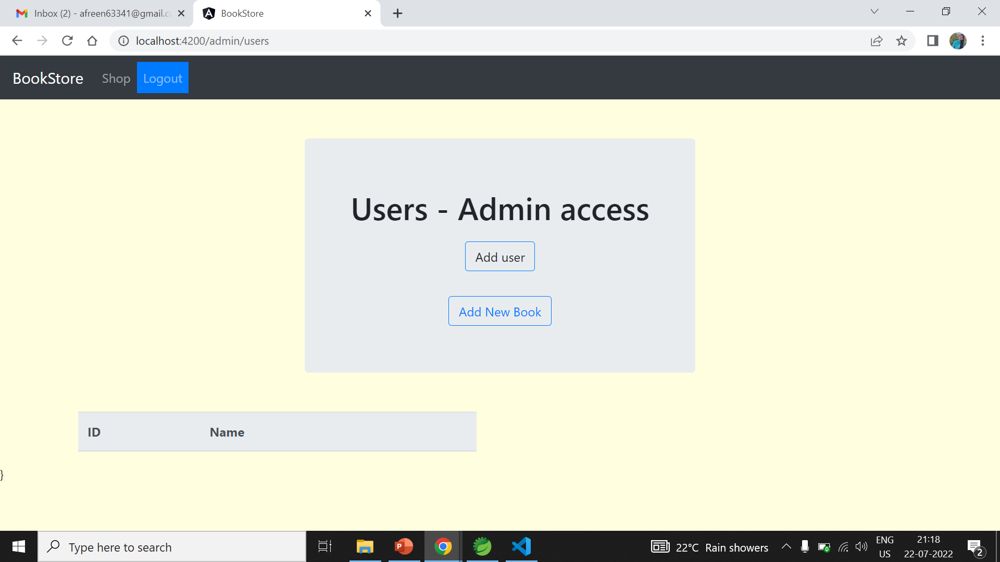 Inbox (2) - afreen63341@gmail.c
BookStore
localhost:4200/admin/users
BookStore Shop Logout
Users - Admin access
Add user
Add New Book
ID Name
}
Type here to search
22°C Rain showers
ENG
US
21:18
22-07-2022
2